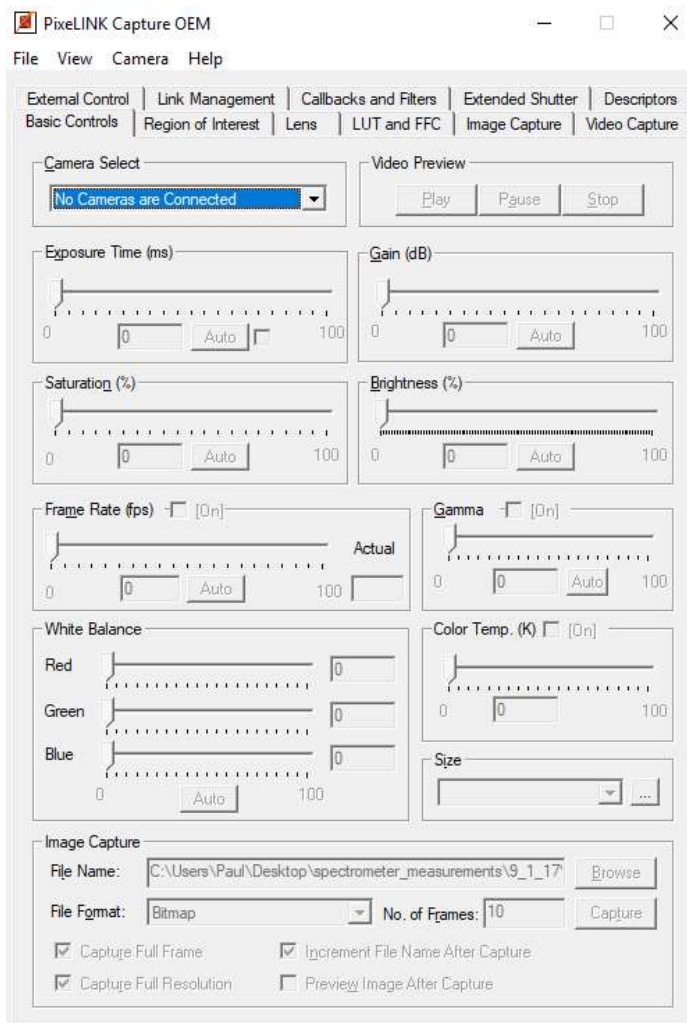 PixeLINK Capture OEM
File View Camera Help
External Control Link Management Callbacks and Filters Extended Shutter Descriptors
Basic Controls Region of Interest Lens LUT and FFC Image Capture Video Capture
Camera Select Video Preview
No Cameras are Connected Play Pause Stop
Exposure Time (ms) Gain (dB)
0 0 Auto 100 0 0 Auto 100
Saturation (%) Brightness (%)
0 0 Auto 100 0 0 Auto 100
Frame Rate (fps) [On] Gamma [On]
Actual
0 0 Auto 100 0 0 Auto 100
White Balance Color Temp. (K) [On]
Red 0
Green 0 0 0 100
Blue 0 Size
0 Auto 100 ...
Image Capture
File Name: C:\Users\Paul\Desktop\spectrometer_measurements\9_1_17 Browse
File Format: Bitmap No. of Frames: 10 Capture
Capture Full Frame Increment File Name After Capture
Capture Full Resolution Preview Image After Capture